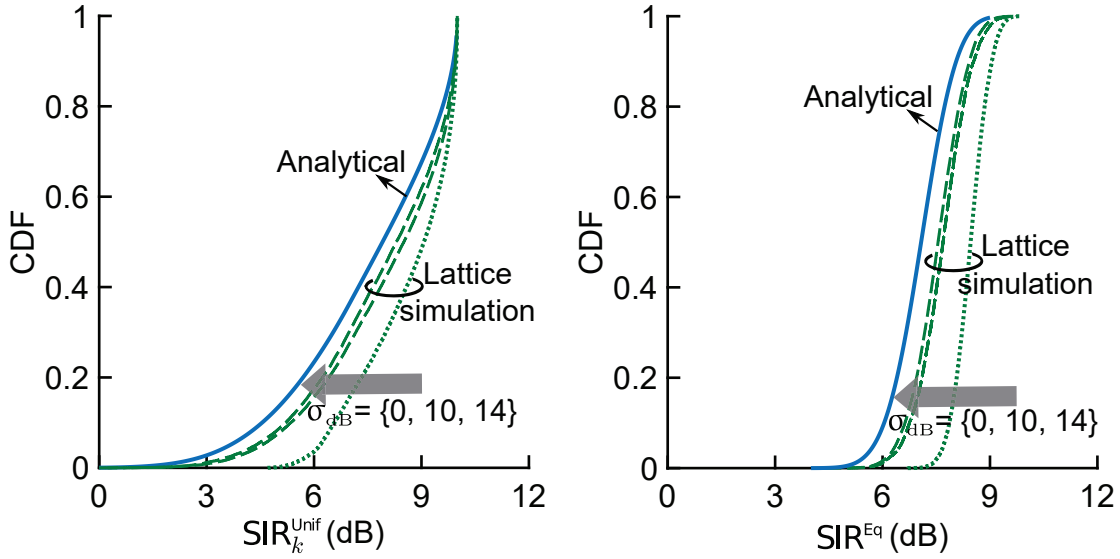 1
0.8
0.6
0.4
0.2
0
CDF
Analytical
Lattice
simulation
σdB = {0, 10, 14}
0 3 6 9 12
SIR_k^Unif (dB)
1
0.8
0.6
0.4
0.2
0
CDF
Analytical
Lattice
simulation
σdB = {0, 10, 14}
0 3 6 9 12
SIR^Eq (dB)